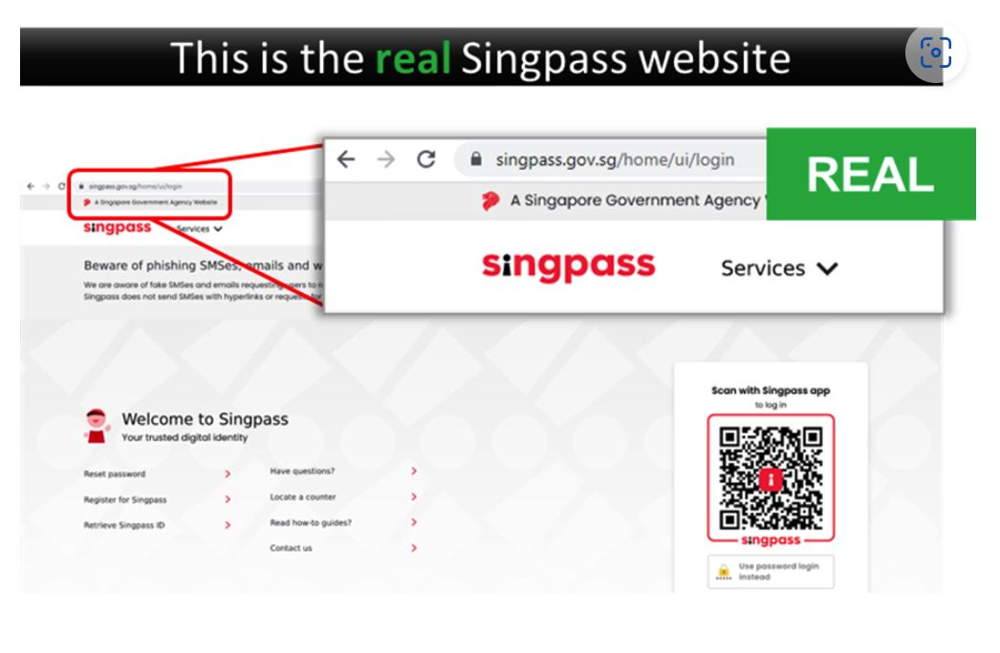 This is the real Singpass website
REAL
singpass.gov.sg/home/ui/login
A Singapore Government Agency
singpass
Services
singpass.gov.sg/home/ui/login
A Singapore Government Agency Website
singpass
Services
Beware of phishing SMSes, emails and w
We are aware of fake SMSes and emails requesting users to r
Singpass does not send SMSes with hyperlinks or requests for
Welcome to Singpass
Your trusted digital identity
Reset password
Register for Singpass
Retrieve Singpass ID
Have questions?
Locate a counter
Read how-to guides?
Contact us
Scan with Singpass app
to log in
singpass
Use password login
instead